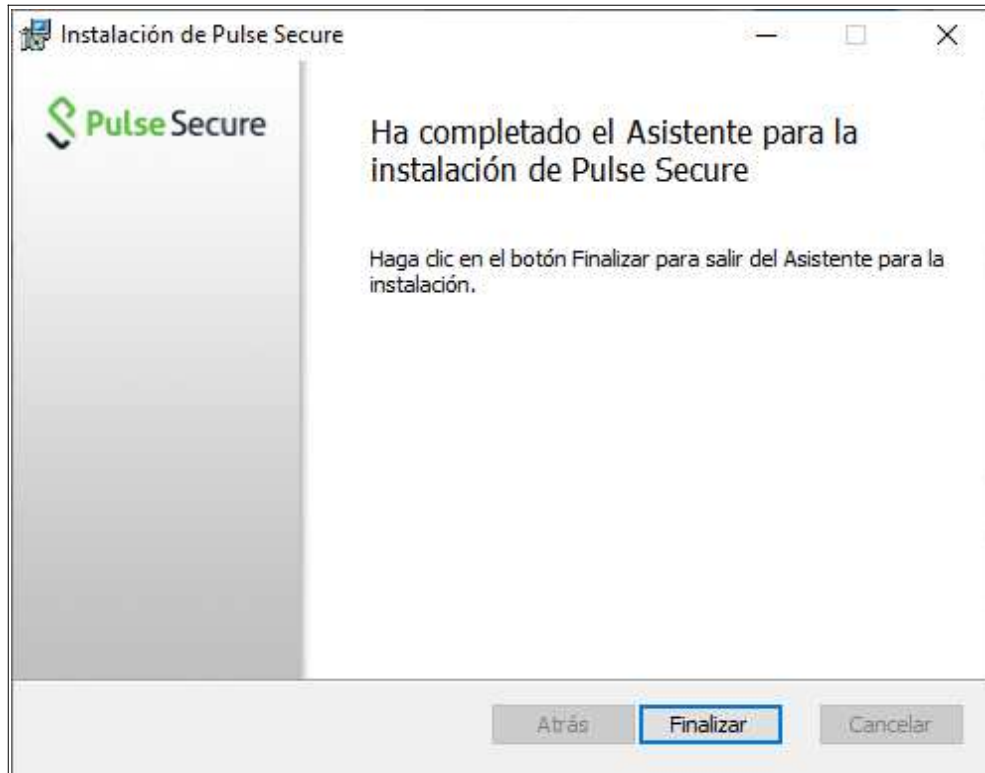 Instalación de Pulse Secure
Pulse Secure
Ha completado el Asistente para la
instalación de Pulse Secure
Haga clic en el botón Finalizar para salir del Asistente para la
instalación.
Atrás
Finalizar
Cancelar